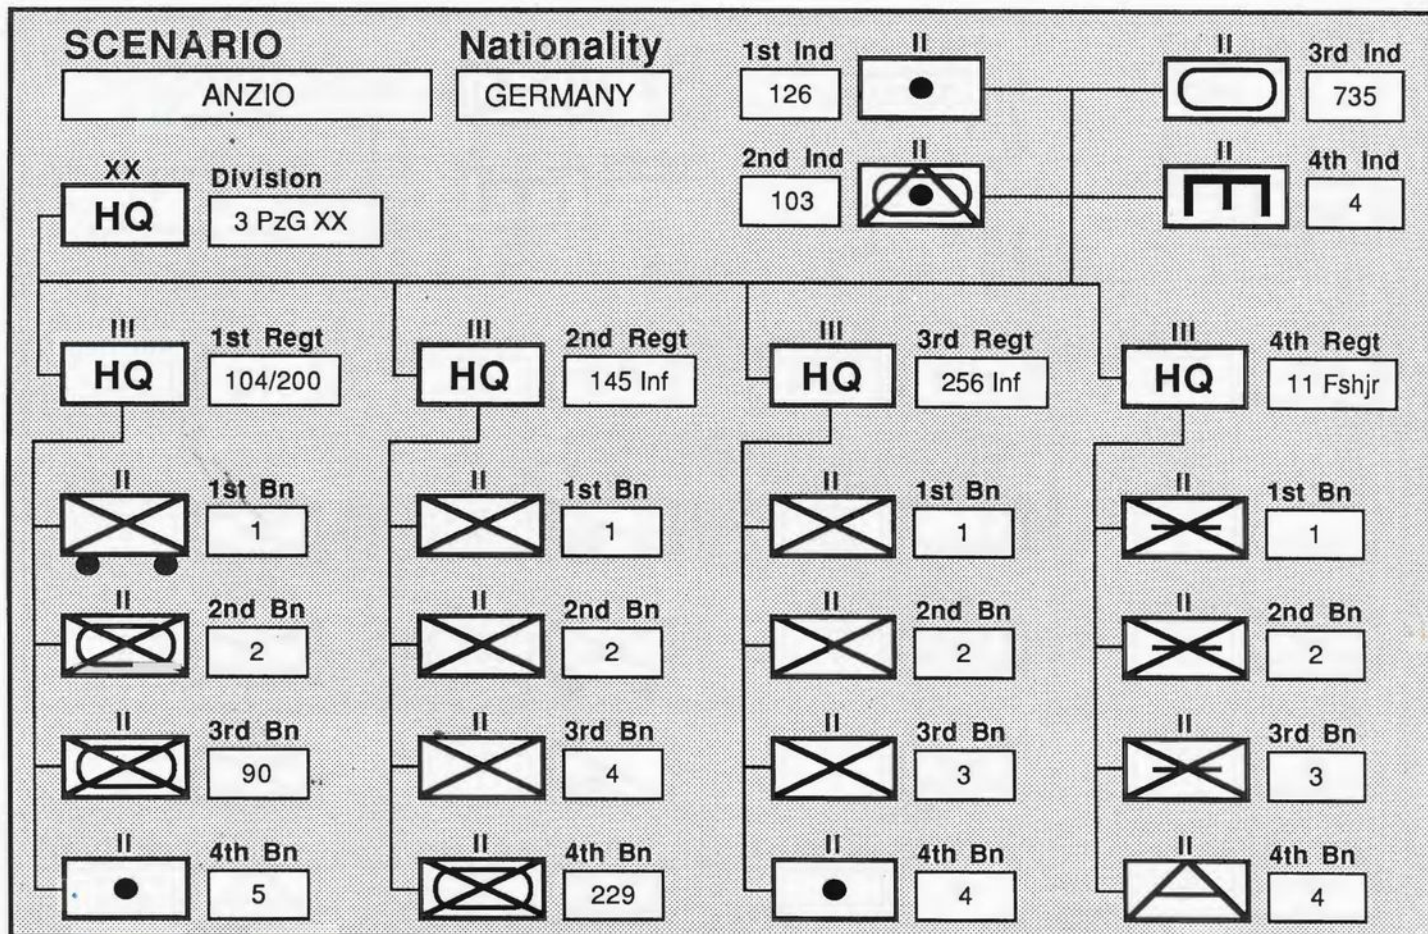 SCENARIO
ANZIO
Nationality
GERMANY
1st Ind
126
II
II
3rd Ind
735
2nd Ind
103
II
II
4th Ind
4
XX
HQ
Division
3 PzG XX
III
HQ
1st Regt
104/200
III
HQ
2nd Regt
145 Inf
III
HQ
3rd Regt
256 Inf
III
HQ
4th Regt
11 Fshjr
II
1st Bn
1
II
2nd Bn
2
II
3rd Bn
90
II
4th Bn
5
II
1st Bn
1
II
2nd Bn
2
II
3rd Bn
4
II
4th Bn
229
II
1st Bn
1
II
2nd Bn
2
II
3rd Bn
3
II
4th Bn
4
II
1st Bn
1
II
2nd Bn
2
II
3rd Bn
3
II
4th Bn
4